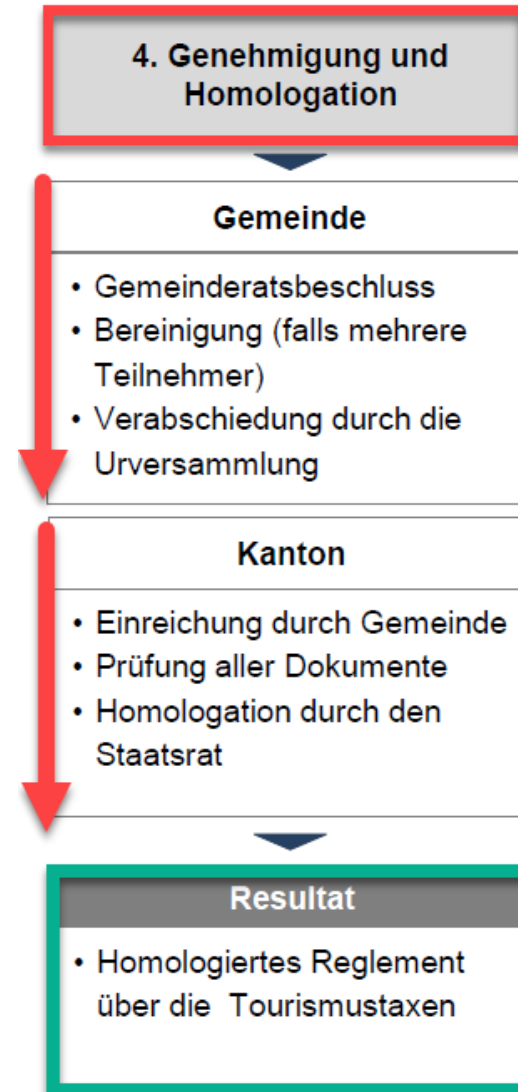 4. Genehmigung und
Homologation
Gemeinde
• Gemeinderatsbeschluss
• Bereinigung (falls mehrere
Teilnehmer)
• Verabschiedung durch die
Urversammlung
Kanton
• Einreichung durch Gemeinde
• Prüfung aller Dokumente
• Homologation durch den
Staatsrat
Resultat
• Homologiertes Reglement
über die Tourismustaxen